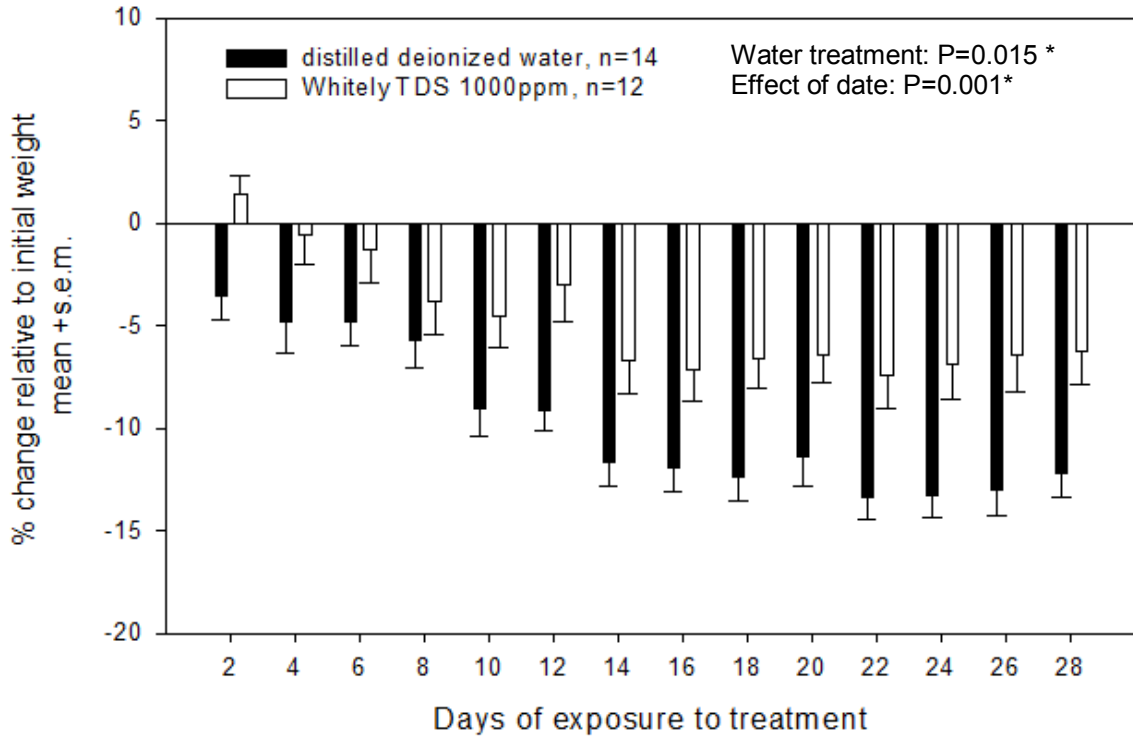 10
5
0
-5
-10
-15
-20
% change relative to initial weight
mean +s.e.m.
distilled deionized water, n=14
Whitely TDS 1000ppm, n=12
Water treatment: P=0.015 *
Effect of date: P=0.001*
2 4 6 8 10 12 14 16 18 20 22 24 26 28
Days of exposure to treatment